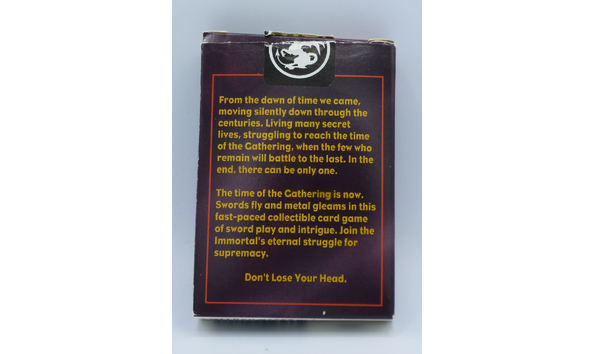 From the dawn of time we came,
moving silently down through the
centuries. Living many secret
lives, struggling to reach the time
of the Gathering, when the few who
remain will battle to the last. In the
end, there can be only one.
The time of the Gathering is now.
Swords fly and metal gleams in this
fast-paced collectible card game
of sword play and intrigue. Join the
Immortal's eternal struggle for
supremacy.
Don't Lose Your Head.